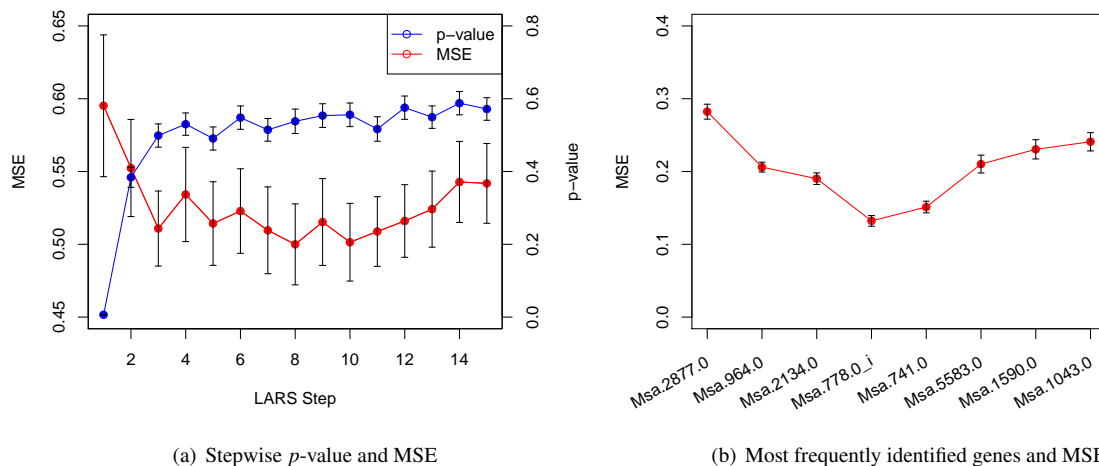 0.65
0.60
0.55
0.50
0.45
MSE
p−value
MSE
0.8
0.6
0.4
0.2
0.0
p−value
2 4 6 8 10 12 14
LARS Step
(a) Stepwise p-value and MSE
0.4
0.3
0.2
0.1
0.0
MSE
Msa.2877.0
Msa.964.0
Msa.2134.0
Msa.778.0_i
Msa.741.0
Msa.5583.0
Msa.1590.0
Msa.1043.0
(b) Most frequently identified genes and MSE